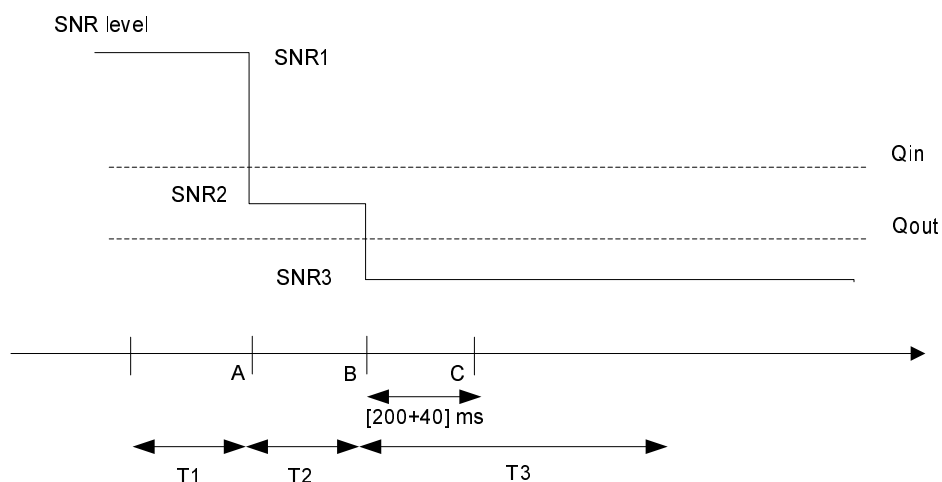 SNR level
SNR1
Qin
SNR2
Qout
SNR3
A B C
[200+40] ms
T1 T2 T3